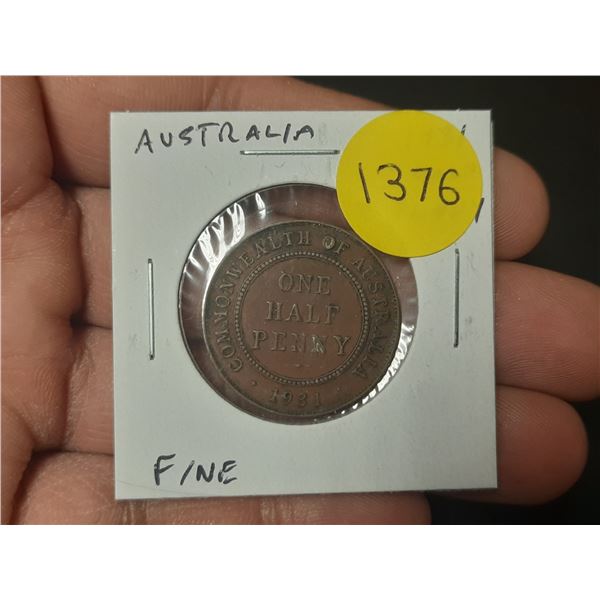 AUSTRALIA
1376
COMMONWEALTH OF AUSTRALIA
ONE
HALF
PENNY
· 1931 ·
FINE